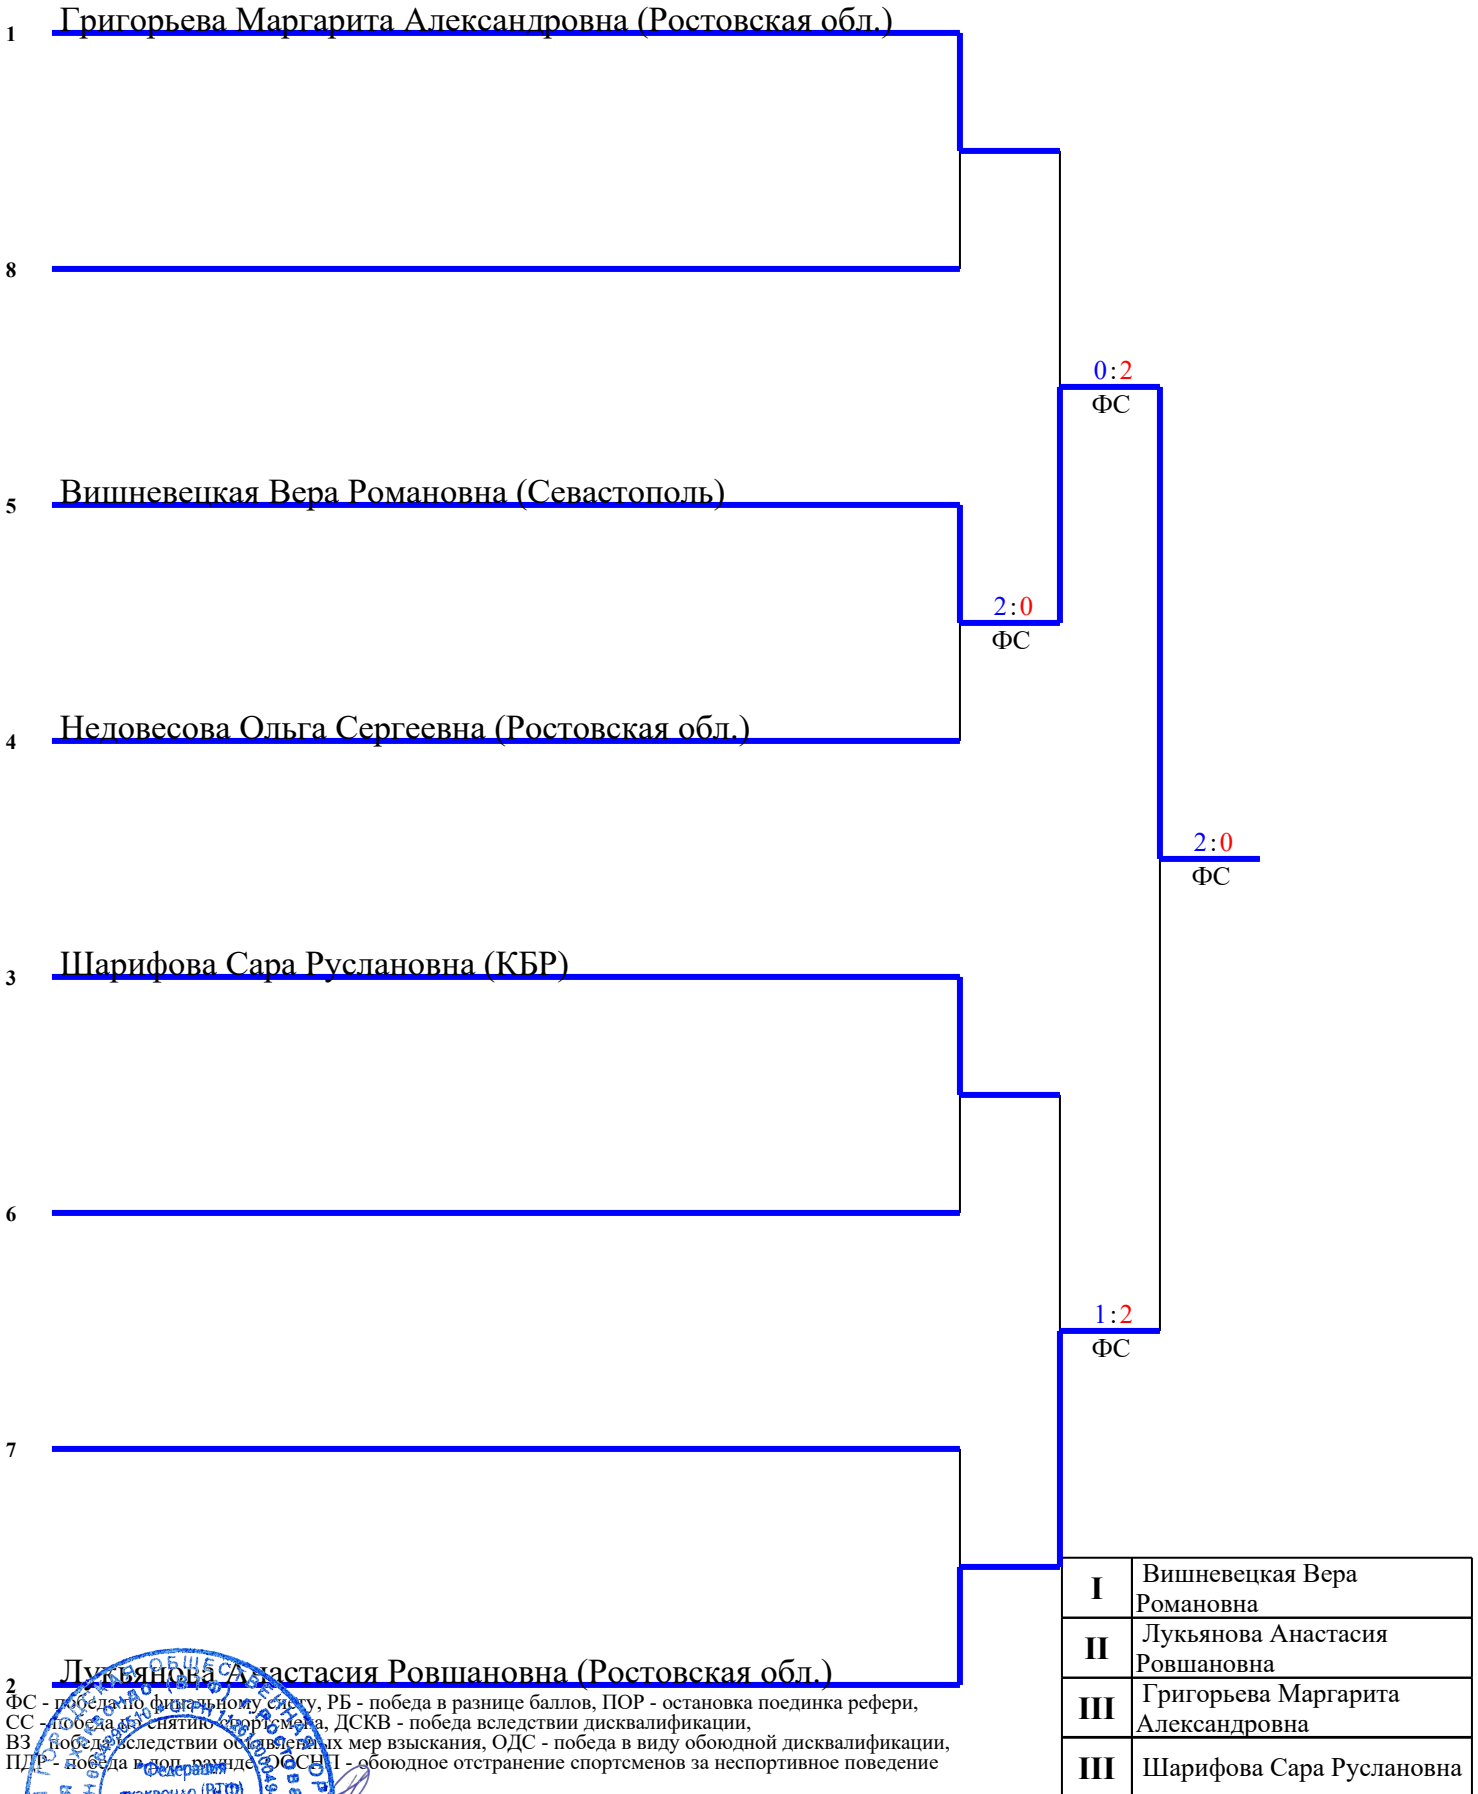 1 Григорьева Маргарита Александровна (Ростовская обл.)
8
0:2
ФС
5 Вишневецкая Вера Романовна (Севастополь)
2:0
ФС
4 Недовесова Ольга Сергеевна (Ростовская обл.)
2:0
ФС
3 Шарифова Сара Руслановна (КБР)
6
1:2
ФС
7
I Вишневецкая Вера
Романовна
II Лукьянова Анастасия
Ровшановна
III Григорьева Маргарита
Александровна
III Шарифова Сара Руслановна
2 Лукьянова Анастасия Ровшановна (Ростовская обл.)
ФС - победа по финальному счету, РБ - победа в разнице баллов, ПОР - остановка поединка рефери,
СС - победа по снятию спортсмена, ДСКВ - победа вследствии дисквалификации,
ВЗ - победа вследствии объявленных мер взыскания, ОДС - победа в виду обоюдной дисквалификации,
ПДР - победа в доп. раунде, ООСНП - обоюдное отстранение спортсменов за неспортивное поведение
"Федерация
(ВТФ)